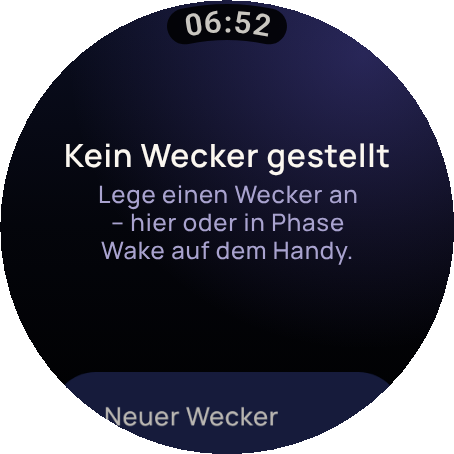 06:52
Kein Wecker gestellt
Lege einen Wecker an
– hier oder in Phase
Wake auf dem Handy.
Neuer Wecker